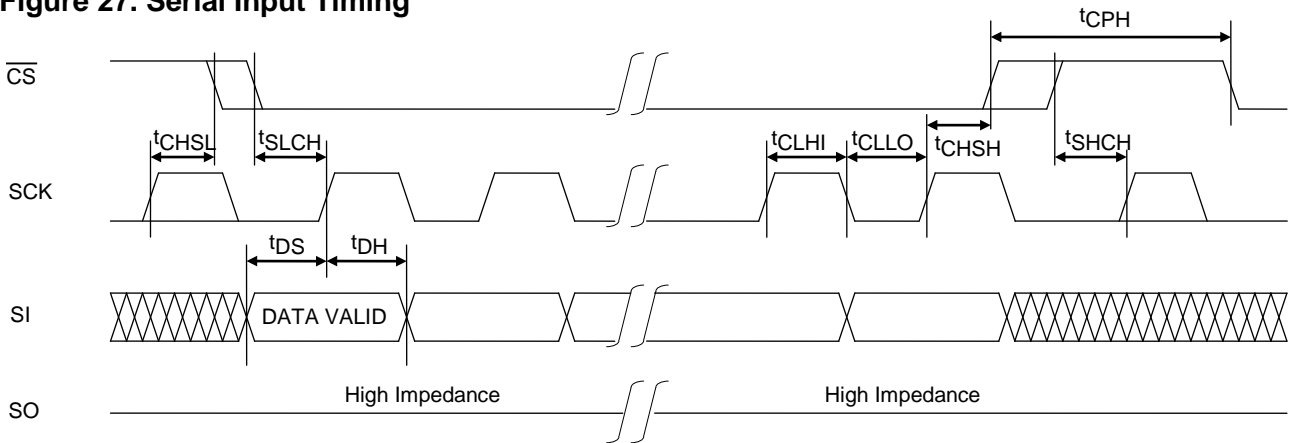 Figure 27. Serial Input Timing
tCPH
CS
tCHSL
tSLCH
tCLHI
tCLLO
tCHSH
tSHCH
SCK
tDS
tDH
SI
DATA VALID
SO
High Impedance
High Impedance